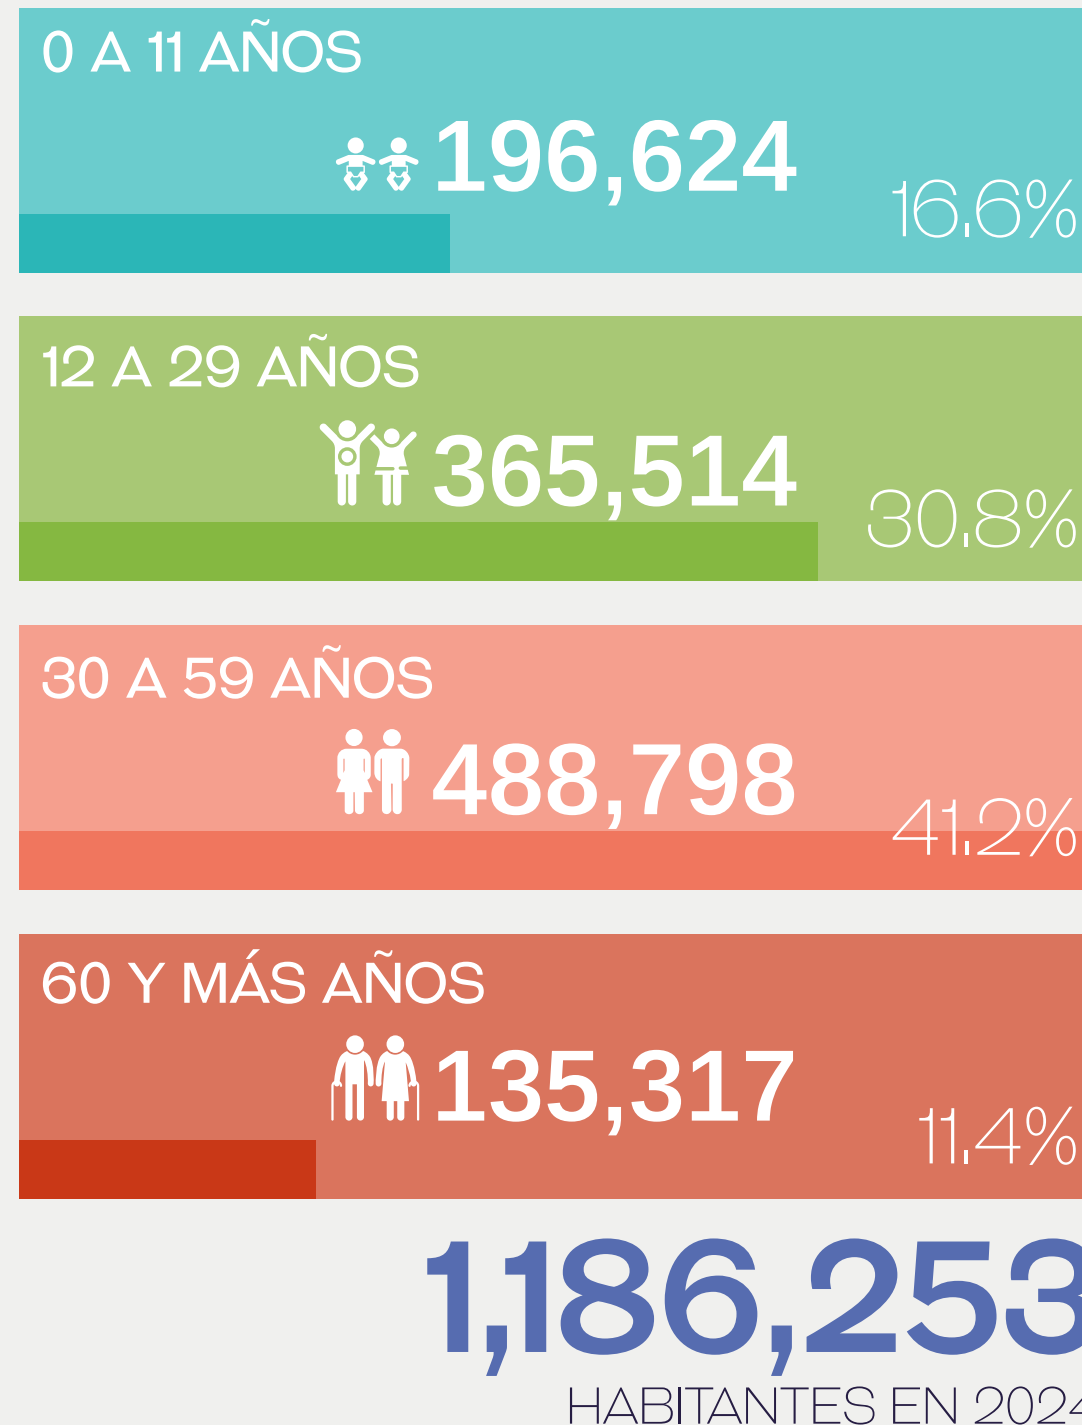 0 A 11 AÑOS
196,624
16.6%
12 A 29 AÑOS
365,514
30.8%
30 A 59 AÑOS
488,798
41.2%
60 Y MÁS AÑOS
135,317
11.4%
1,186,253
HABITANTES EN 2024